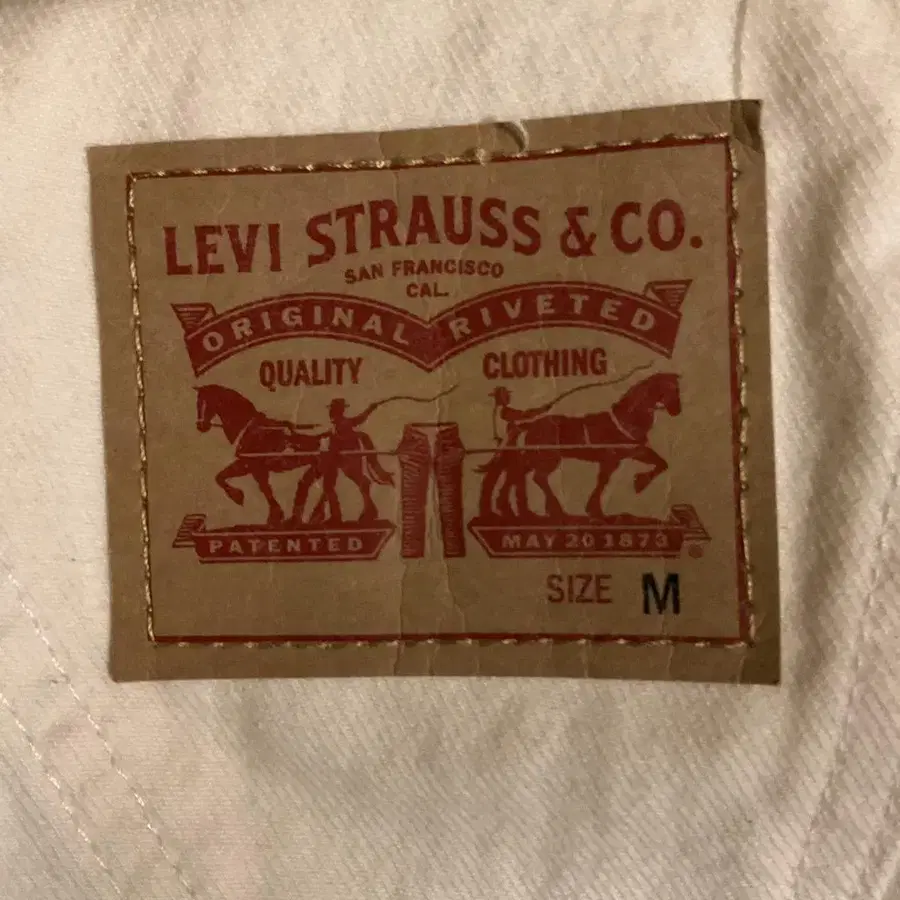 LEVI STRAUSS & CO.
SAN FRANCISCO
CAL.
ORIGINAL RIVETED
QUALITY CLOTHING
PATENTED MAY 20 1873 ®
SIZE M